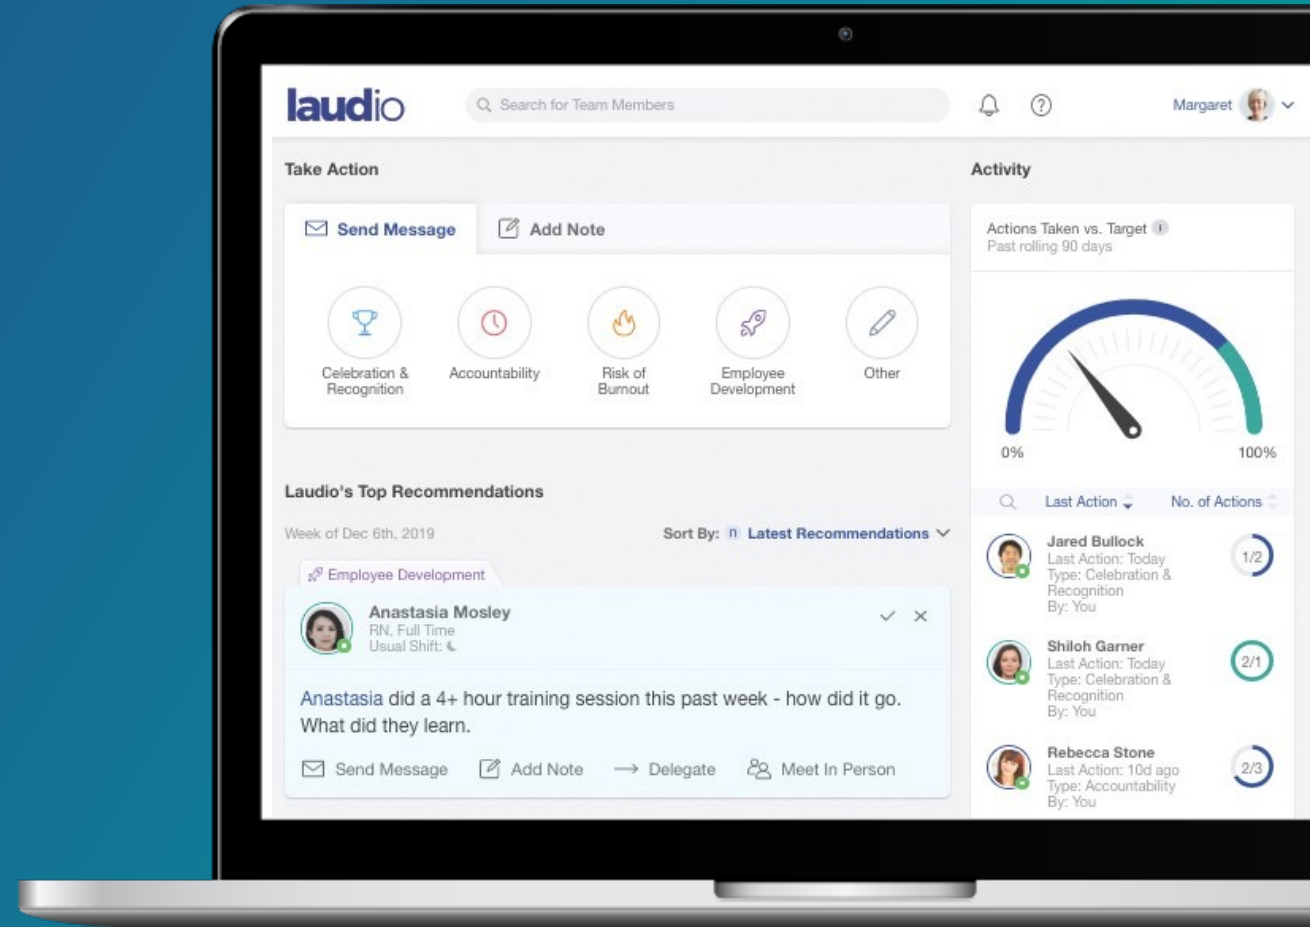 laudio
Search for Team Members
Margaret
Take Action
Send Message
Add Note
Celebration &
Recognition
Accountability
Risk of
Burnout
Employee
Development
Other
Laudio's Top Recommendations
Week of Dec 6th, 2019
Sort By: n Latest Recommendations
Employee Development
Anastasia Mosley
RN, Full Time
Usual Shift:
Anastasia did a 4+ hour training session this past week - how did it go.
What did they learn.
Send Message
Add Note
Delegate
Meet In Person
Activity
Actions Taken vs. Target i
Past rolling 90 days
0%
100%
Last Action
No. of Actions
Jared Bullock
Last Action: Today
Type: Celebration &
Recognition
By: You
1/2
Shiloh Garner
Last Action: Today
Type: Celebration &
Recognition
By: You
2/1
Rebecca Stone
Last Action: 10d ago
Type: Accountability
By: You
2/3